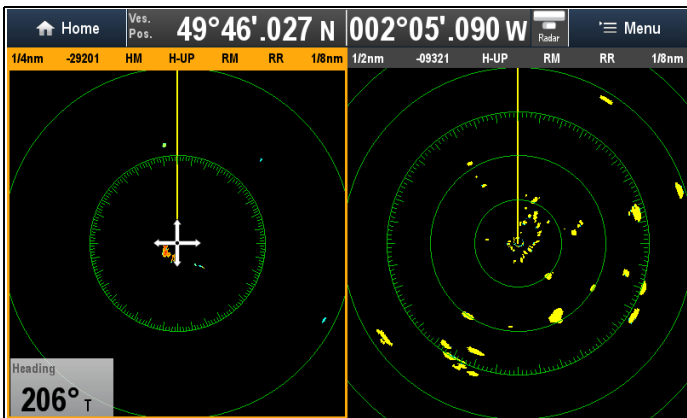 Home Ves. Pos. 49°46'.027 N 002°05'.090 W Radar Menu
1/4nm -29201 HM H-UP RM RR 1/8nm 1/2nm -09321 H-UP RM RR 1/8nm
Heading
206° T